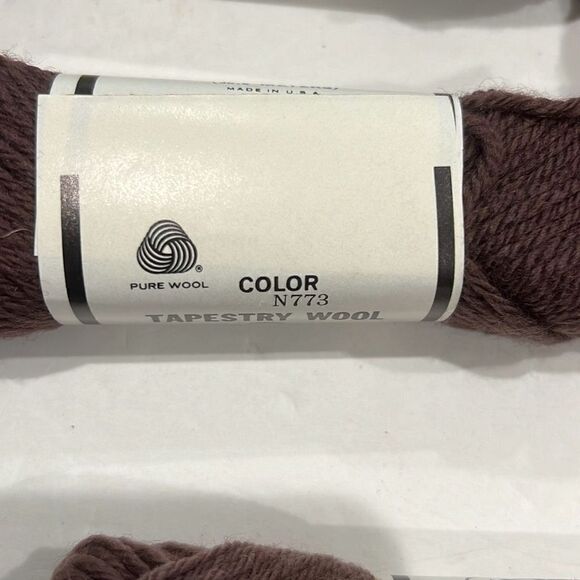 MADE IN U.S.A.
PURE WOOL
®
COLOR
N773
TAPESTRY WOOL